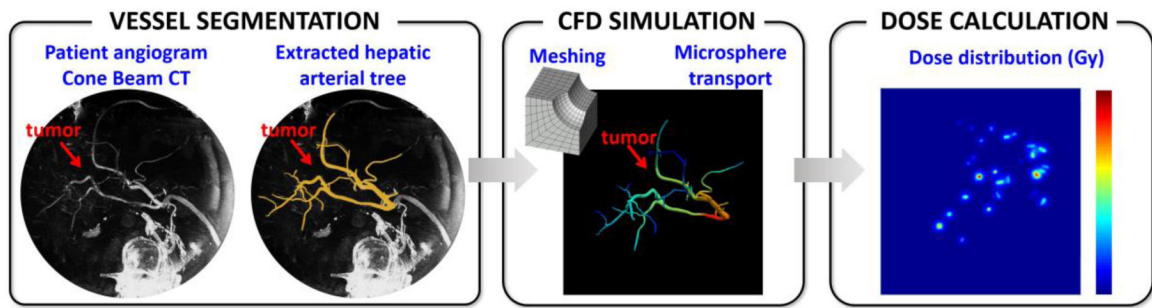 VESSEL SEGMENTATION
Patient angiogram
Cone Beam CT
tumor
Extracted hepatic
arterial tree
tumor
CFD SIMULATION
Meshing
Microsphere
transport
tumor
DOSE CALCULATION
Dose distribution (Gy)